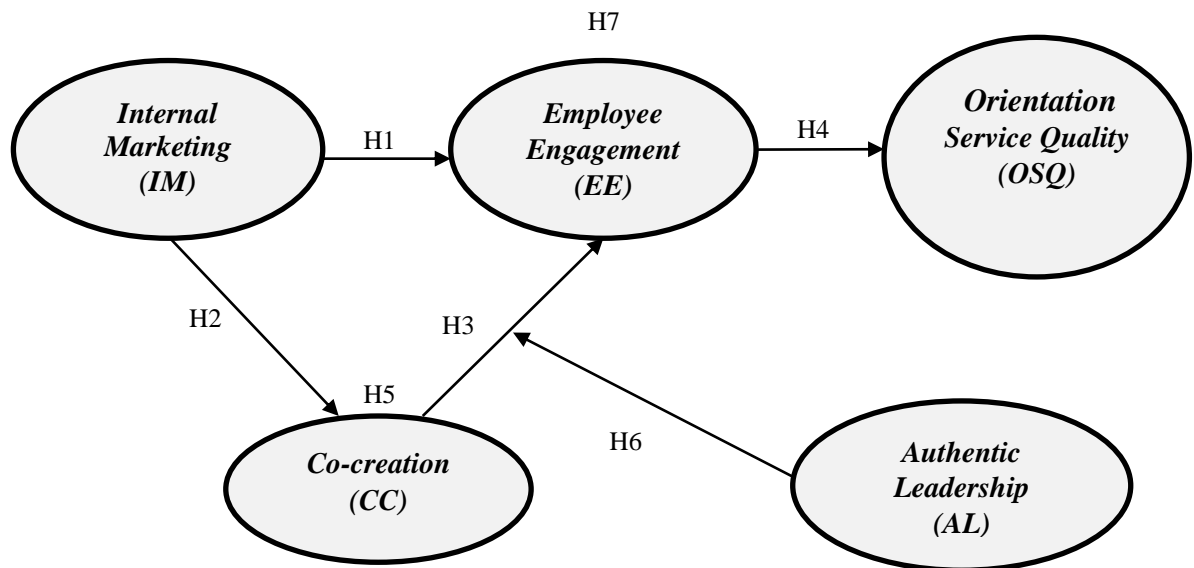 H7
Internal
Marketing
(IM)
H1
Employee
Engagement
(EE)
H4
Orientation
Service Quality
(OSQ)
H2
H3
H5
H6
Co-creation
(CC)
Authentic
Leadership
(AL)